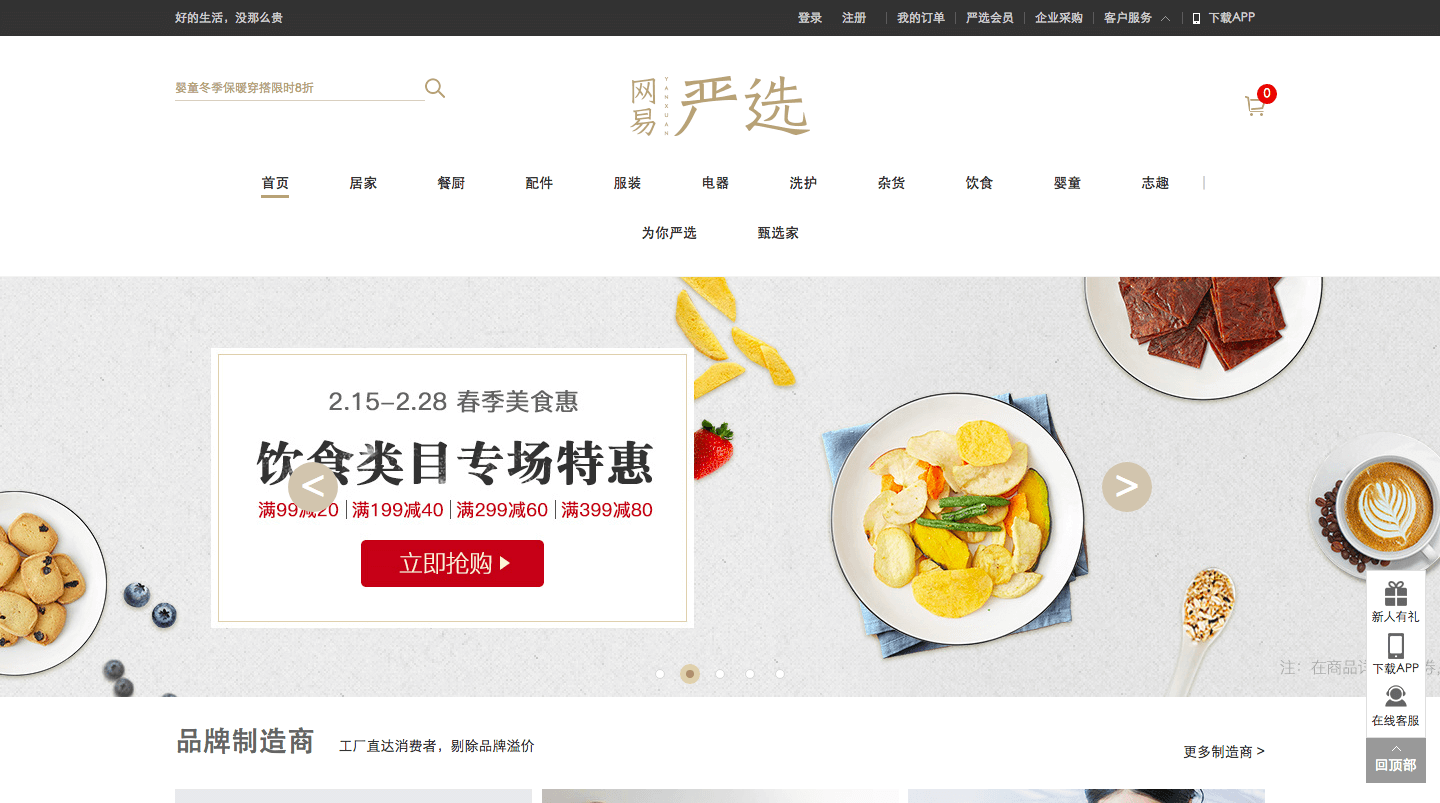 好的生活，没那么贵
登录 注册 我的订单 严选会员 企业采购 客户服务 下载APP
婴童冬季保暖穿搭限时8折
网易 YANXUAN 严选
0
首页 居家 餐厨 配件 服装 电器 洗护 杂货 饮食 婴童 志趣
为你严选 甄选家
2.15-2.28 春季美食惠
饮食类目专场特惠
<
>
满99减20 | 满199减40 | 满299减60 | 满399减80
立即抢购
新人有礼
注：在商品
下载APP
在线客服
回顶部
品牌制造商 工厂直达消费者，剔除品牌溢价
更多制造商 >